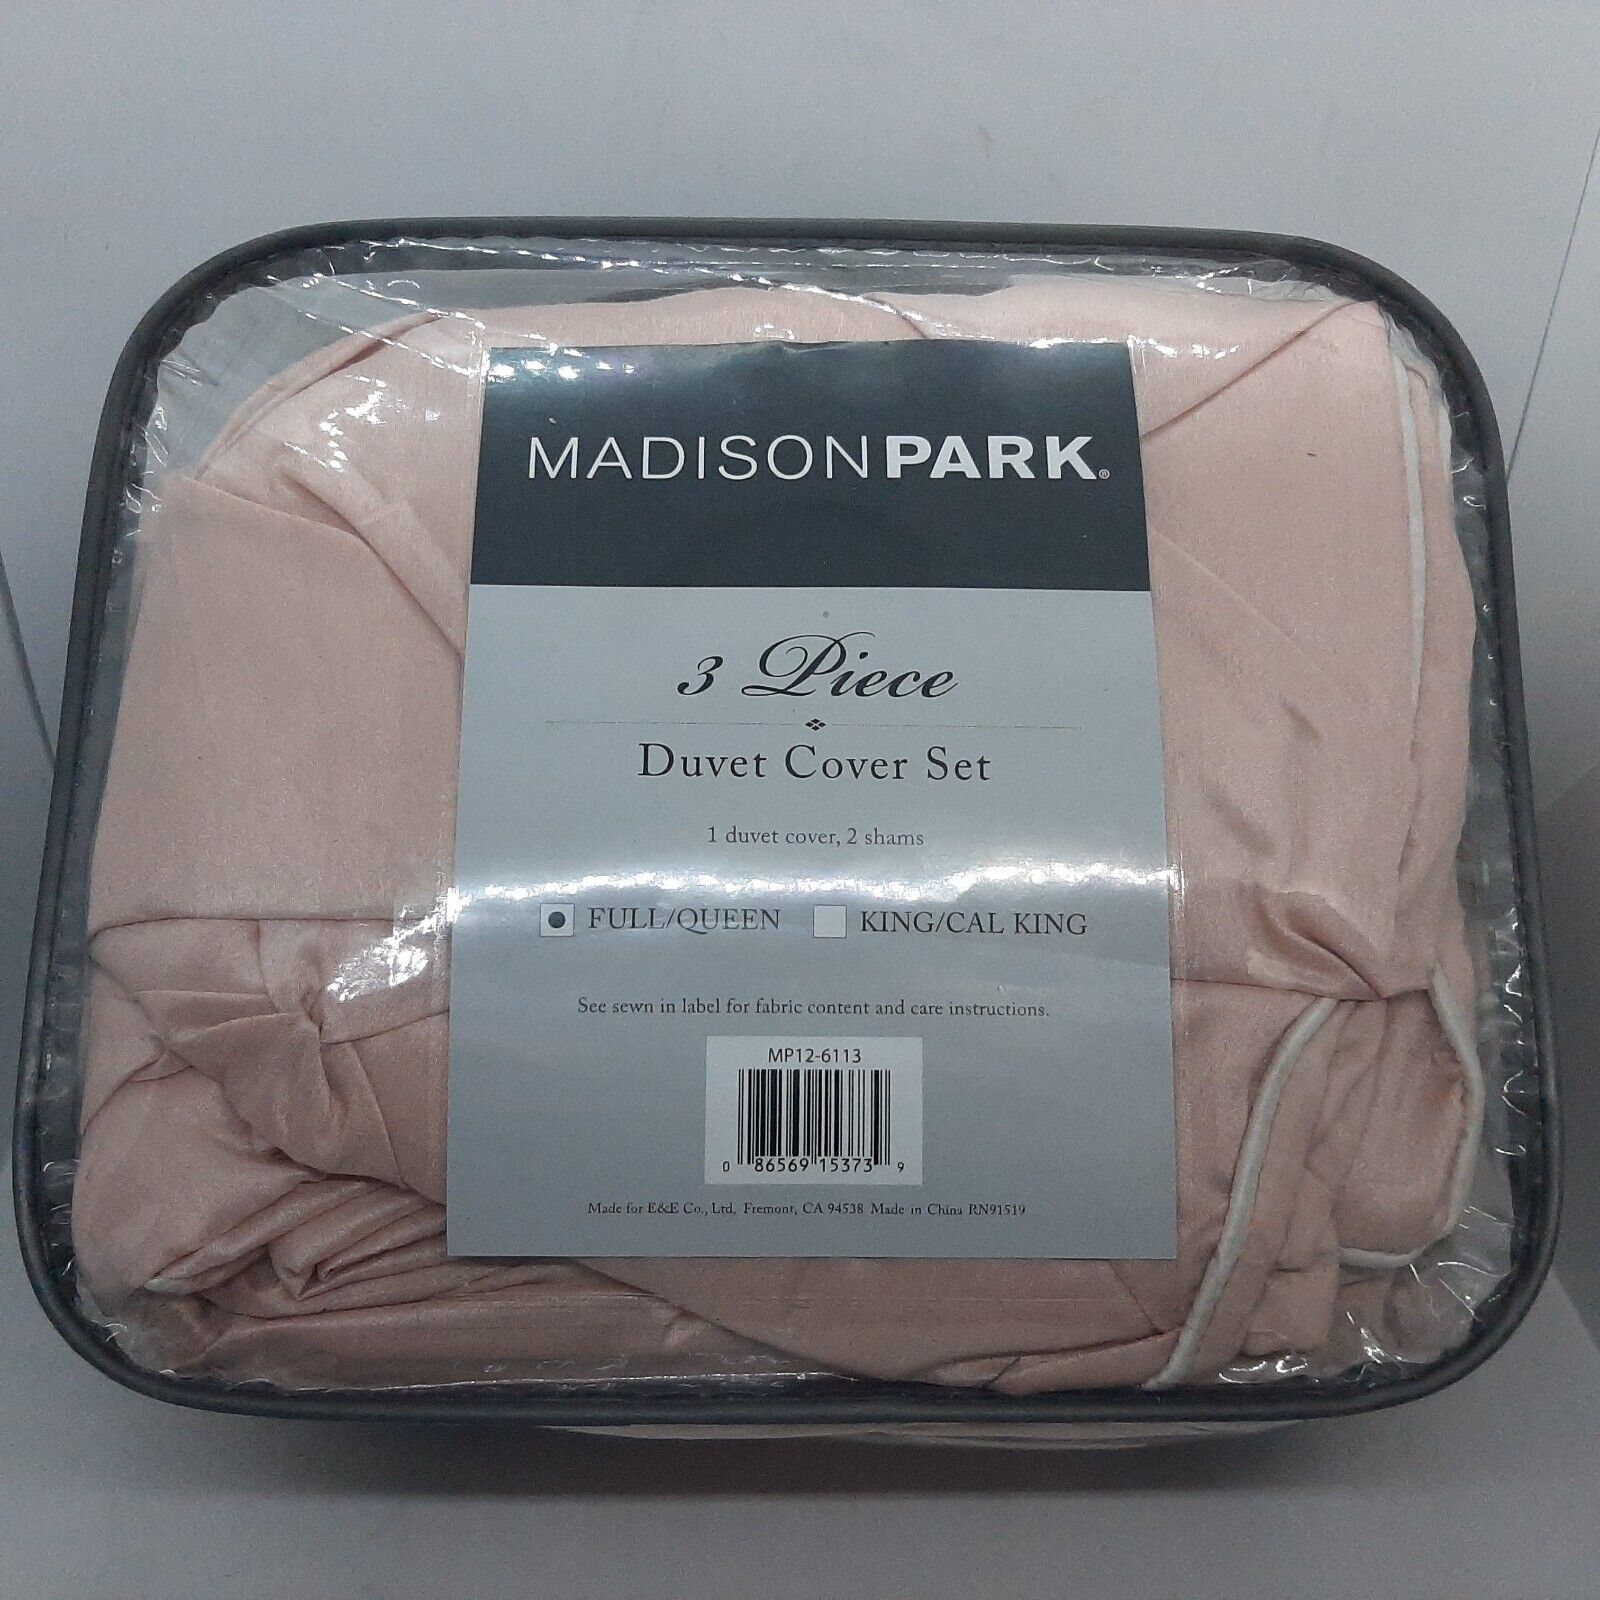 MADISONPARK®
3 Piece
Duvet Cover Set
1 duvet cover, 2 shams
FULL/QUEEN KING/CAL KING
See sewn in label for fabric content and care instructions.
MP12-6113
0 86569 15373 9
Made for E&E Co., Ltd, Fremont, CA 94538 Made in China RN91519